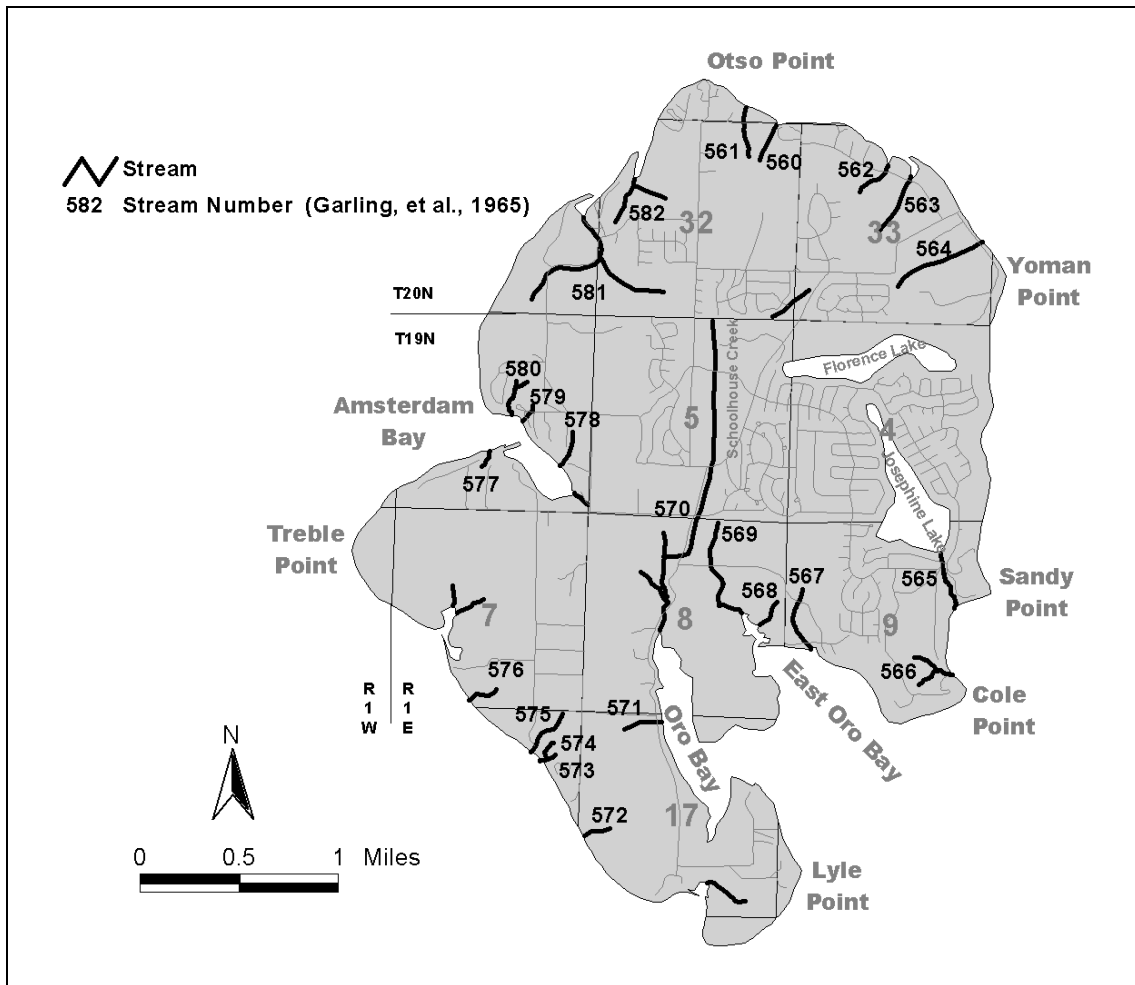 Otso Point
Stream
582 Stream Number (Garling, et al., 1965)
561
560
562
563
582
32
33
564
581
Yoman
Point
T20N
T19N
Schoolhouse Creek
Florence Lake
580
579
578
Amsterdam
Bay
5
4
Josephine Lake
577
570
569
Treble
Point
565
567
568
Sandy
Point
7
8
9
566
576
East Oro Bay
Cole
Point
R
1
W
R
1
E
575
571
Oro Bay
574
573
N
572
17
0 0.5 1 Miles
Lyle
Point